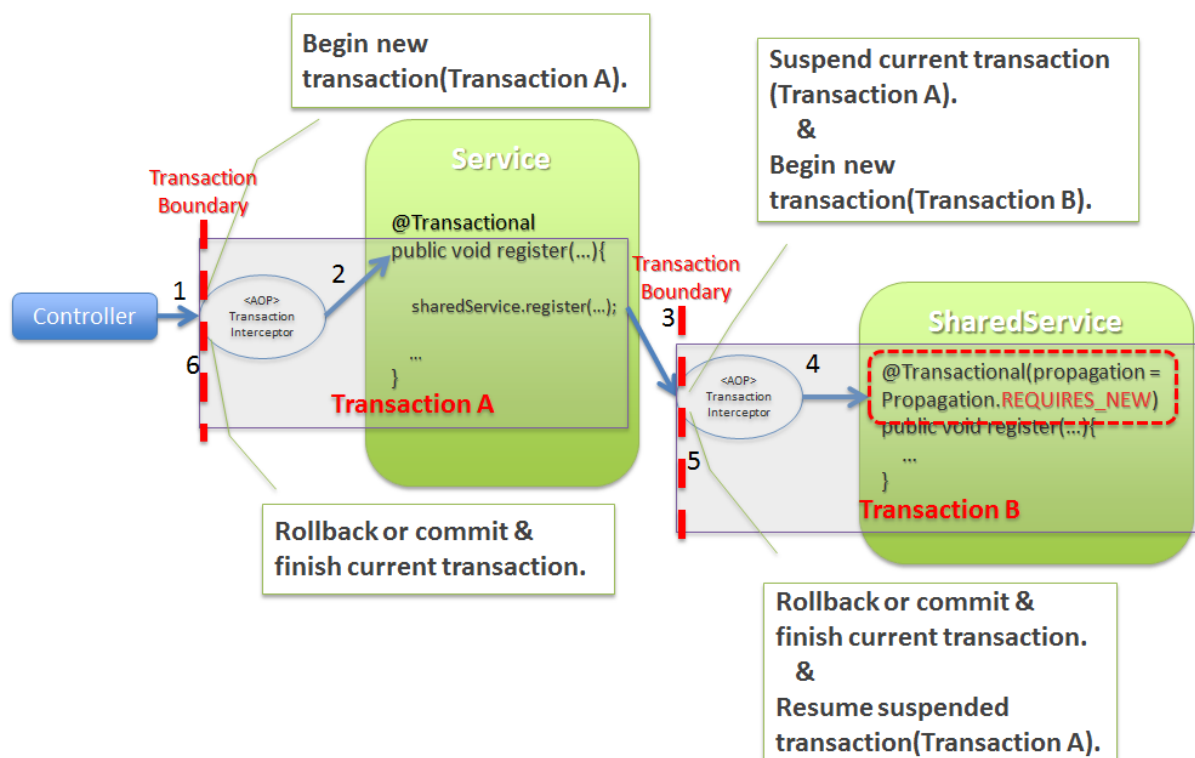 Begin new
transaction(Transaction A).
Suspend current transaction
(Transaction A).
&
Begin new
transaction(Transaction B).
Service
Transaction
Boundary
@Transactional
public void register(...){
sharedService.register(...);
...
}
Transaction A
1
2
Controller
<AOP>
Transaction
Interceptor
6
Transaction
Boundary
3
SharedService
4
@Transactional(propagation =
Propagation.REQUIRES_NEW)
public void register(...){
...
}
Transaction B
<AOP>
Transaction
Interceptor
5
Rollback or commit &
finish current transaction.
Rollback or commit &
finish current transaction.
&
Resume suspended
transaction(Transaction A).